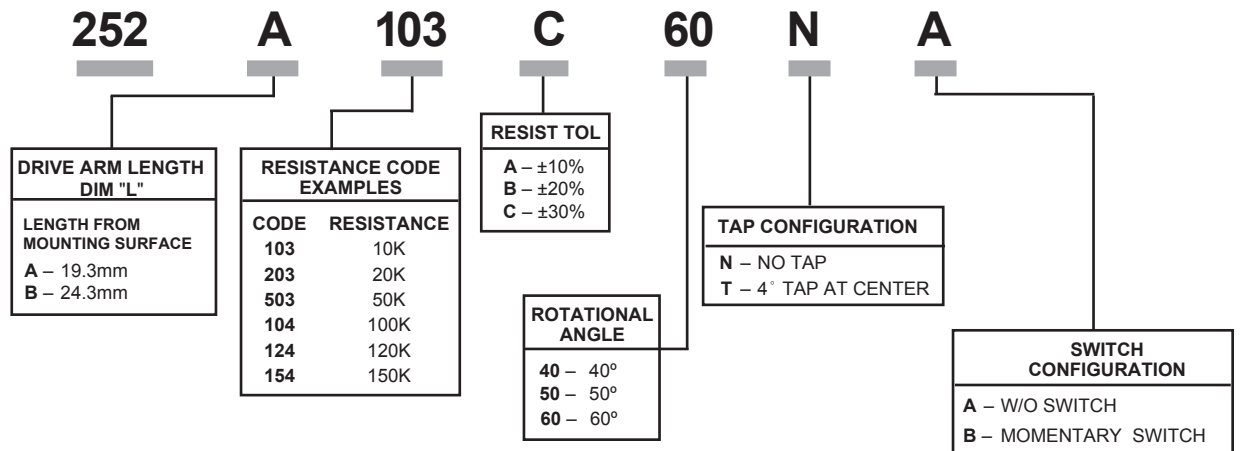 252 A 103 C 60 N A
DRIVE ARM LENGTH
DIM "L"
LENGTH FROM
MOUNTING SURFACE
A – 19.3mm
B – 24.3mm
RESISTANCE CODE
EXAMPLES
CODE RESISTANCE
103 10K
203 20K
503 50K
104 100K
124 120K
154 150K
RESIST TOL
A – ±10%
B – ±20%
C – ±30%
ROTATIONAL
ANGLE
40 – 40º
50 – 50º
60 – 60º
TAP CONFIGURATION
N – NO TAP
T – 4° TAP AT CENTER
SWITCH
CONFIGURATION
A – W/O SWITCH
B – MOMENTARY SWITCH